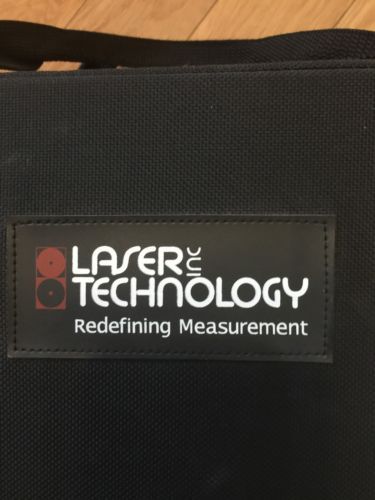 LASER INC
TECHNOLOGY
Redefining Measurement